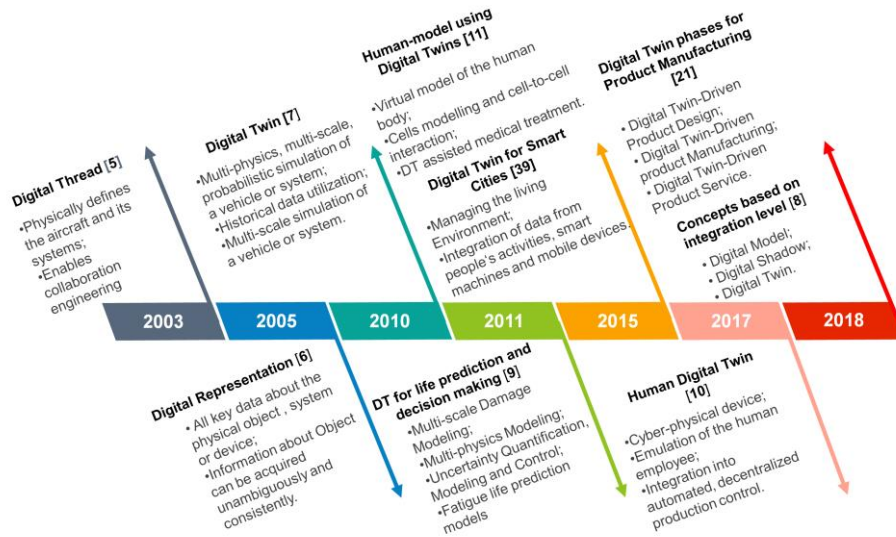 Digital Thread [5]
•Physically defines
the aircraft and its
systems;
•Enables
collaboration
engineering
Digital Twin [7]
•Multi-physics, multi-scale,
probabilistic simulation of
a vehicle or system;
•Historical data utilization;
•Multi-scale simulation of
a vehicle or system.
Human-model using
Digital Twins [11]
•Virtual model of the human
body;
•Cells modelling and cell-to-cell
interaction;
•DT assisted medical treatment.
Digital Twin for Smart
Cities [39]
•Managing the living
Environment;
•Integration of data from
people's activities, smart
machines and mobile devices.
Digital Twin phases for
Product Manufacturing
[21]
• Digital Twin-Driven
Product Design;
• Digital Twin-Driven
product Manufacturing;
• Digital Twin-Driven
Product Service.
Concepts based on
integration level [8]
• Digital Model;
• Digital Shadow;
• Digital Twin.
2003
2005
2010
2011
2015
2017
2018
Digital Representation [6]
• All key data about the
physical object , system
or device;
• Information about Object
can be acquired
unambiguously and
consistently.
DT for life prediction and
decision making [9]
•Multi-scale Damage
Modeling;
•Multi-physics Modeling;
•Uncertainty Quantification,
Modeling and Control;
•Fatigue life prediction
models
Human Digital Twin
[10]
•Cyber-physical device;
•Emulation of the human
employee;
•Integration into
automated, decentralized
production control.